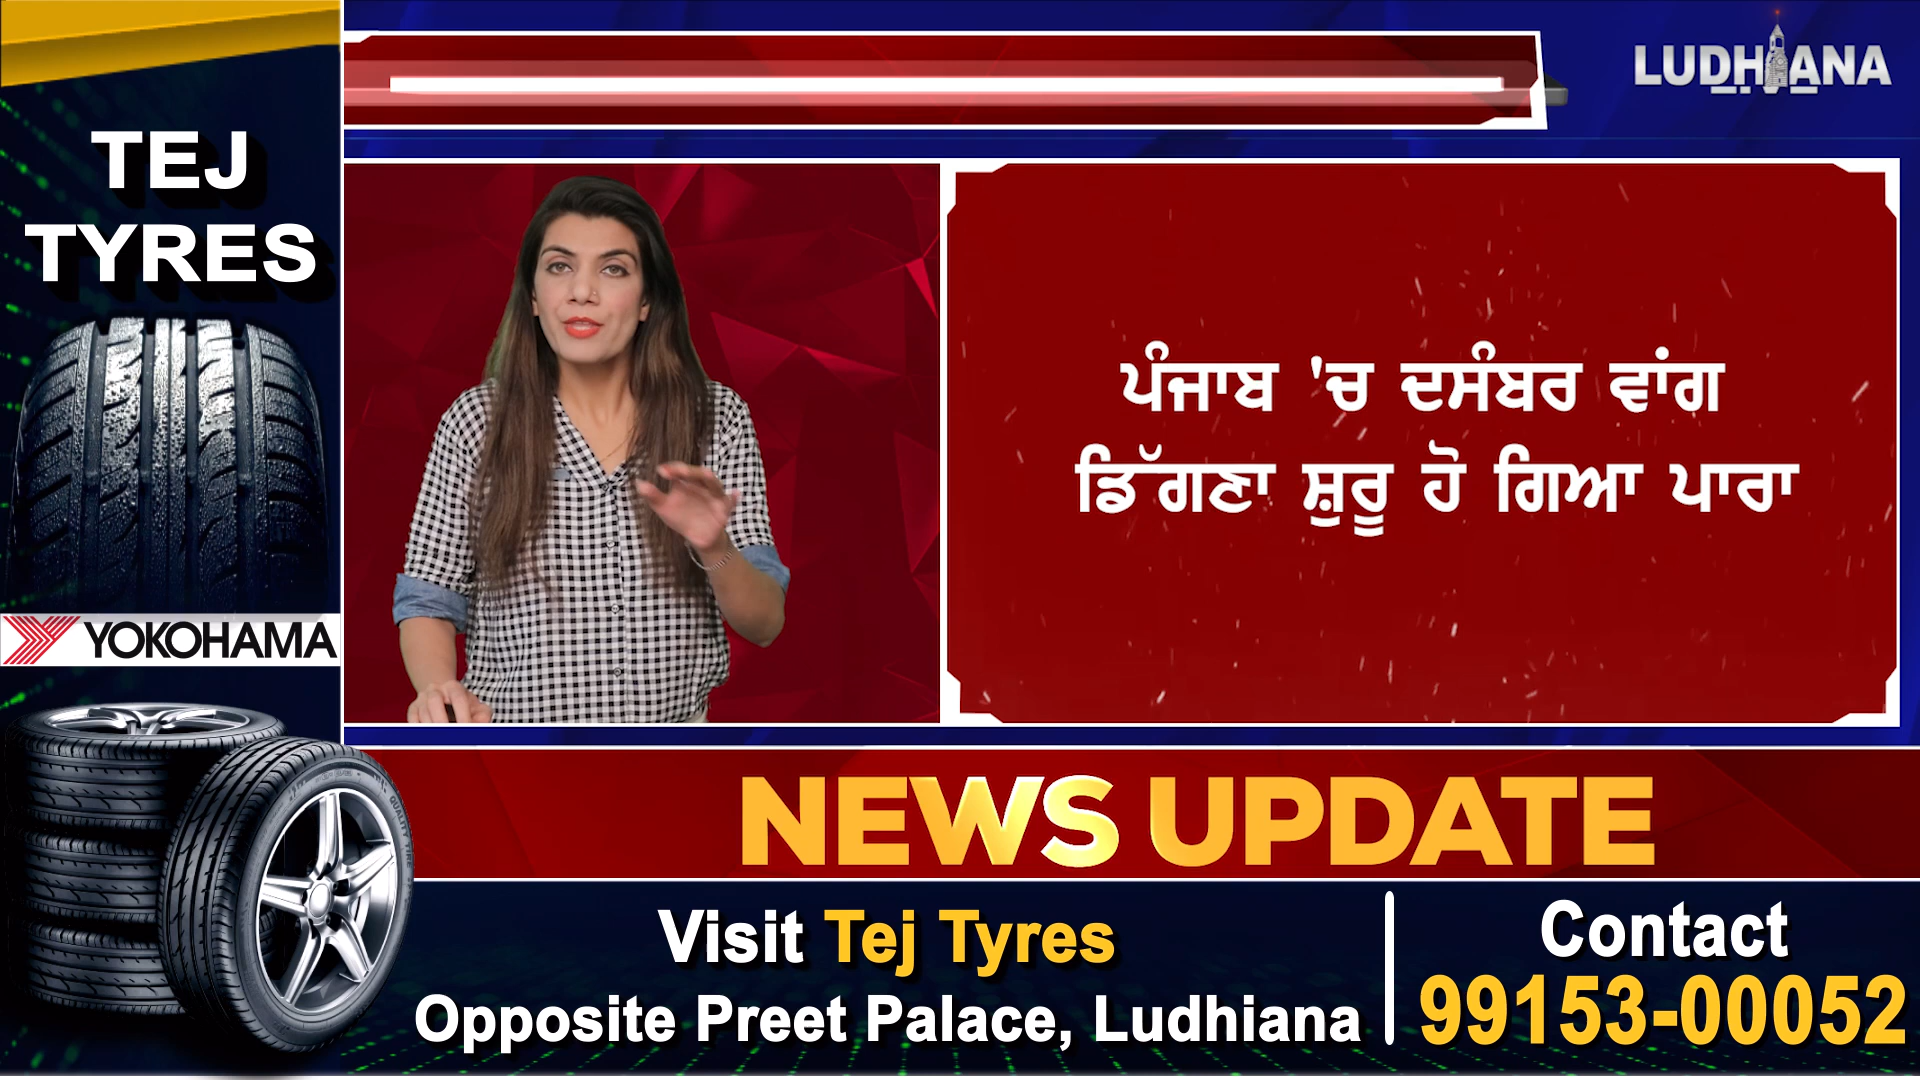 LUDHIANA
TEJ
TYRES
ਪੰਜਾਬ 'ਚ ਦਸੰਬਰ ਵਾਂਗ
ਡਿੱਗਣਾ ਸ਼ੁਰੂ ਹੋ ਗਿਆ ਪਾਰਾ
YOKOHAMA
NEWS UPDATE
Visit Tej Tyres
Opposite Preet Palace, Ludhiana
Contact
99153-00052